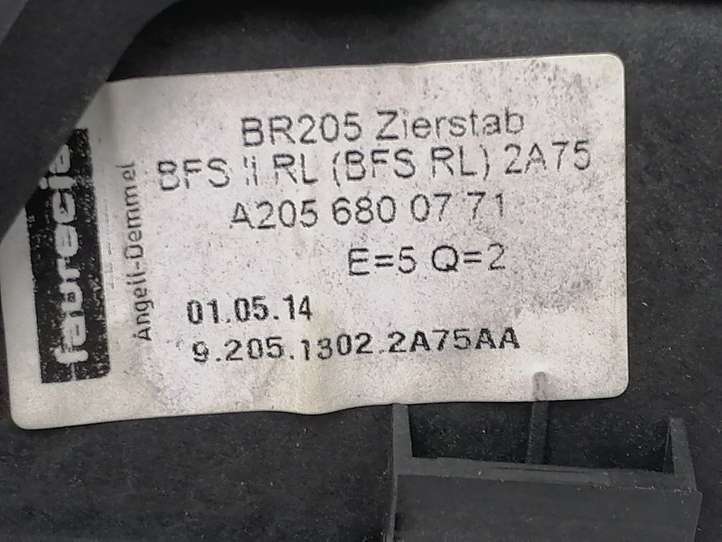 BR205 Zierstab
BFS II RL (BFS RL) 2A75
A205 680 07 71
E=5 Q=2
01.05.14
9.205.1302.2A75AA
fabrecja
Angell-Demmel